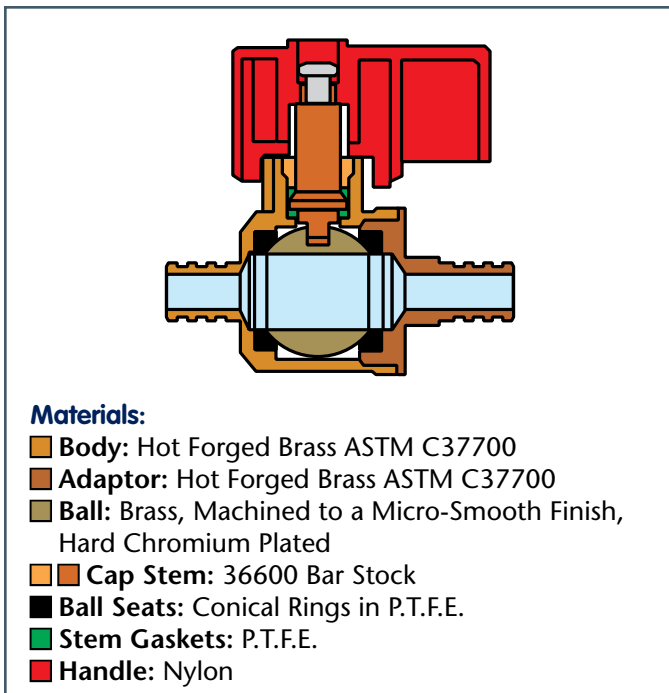 Materials:
Body: Hot Forged Brass ASTM C37700
Adaptor: Hot Forged Brass ASTM C37700
Ball: Brass, Machined to a Micro-Smooth Finish,
Hard Chromium Plated
Cap Stem: 36600 Bar Stock
Ball Seats: Conical Rings in P.T.F.E.
Stem Gaskets: P.T.F.E.
Handle: Nylon